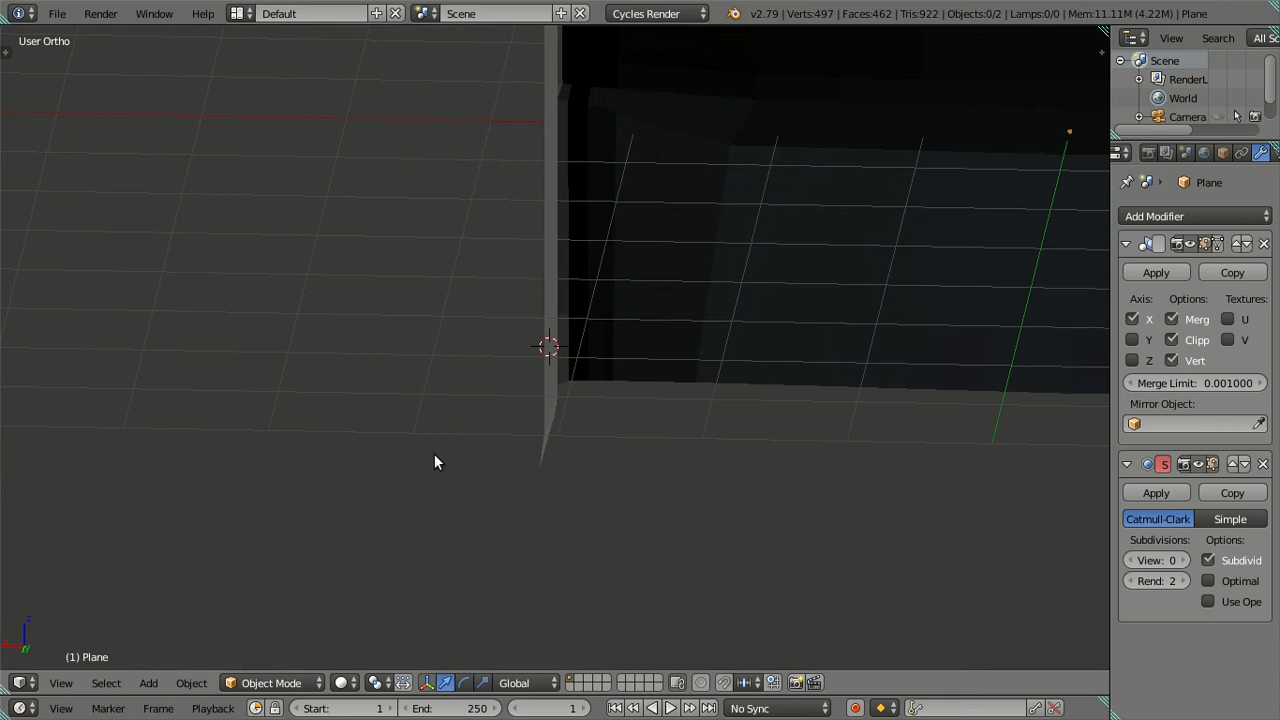 File Render Window Help Default Scene Cycles Render v2.79 | Verts:497 | Faces:462 | Tris:922 | Objects:0/2 | Lamps:0/0 | Mem:11.11M (4.22M) | Plane
User Ortho
View Search All Sc
Scene
RenderL
World
Camera
Plane
Add Modifier
Apply Copy
Axis: Options: Textures:
X Merg U
Y Clipp V
Z Vert
Merge Limit: 0.001000
Mirror Object:
S
Apply Copy
Catmull-Clark Simple
Subdivisions: Options:
View: 0 Subdivid
Rend: 2 Optimal
Use Ope
z
x y
(1) Plane
View Select Add Object Object Mode Global
View Marker Frame Playback Start: 1 End: 250 1 No Sync